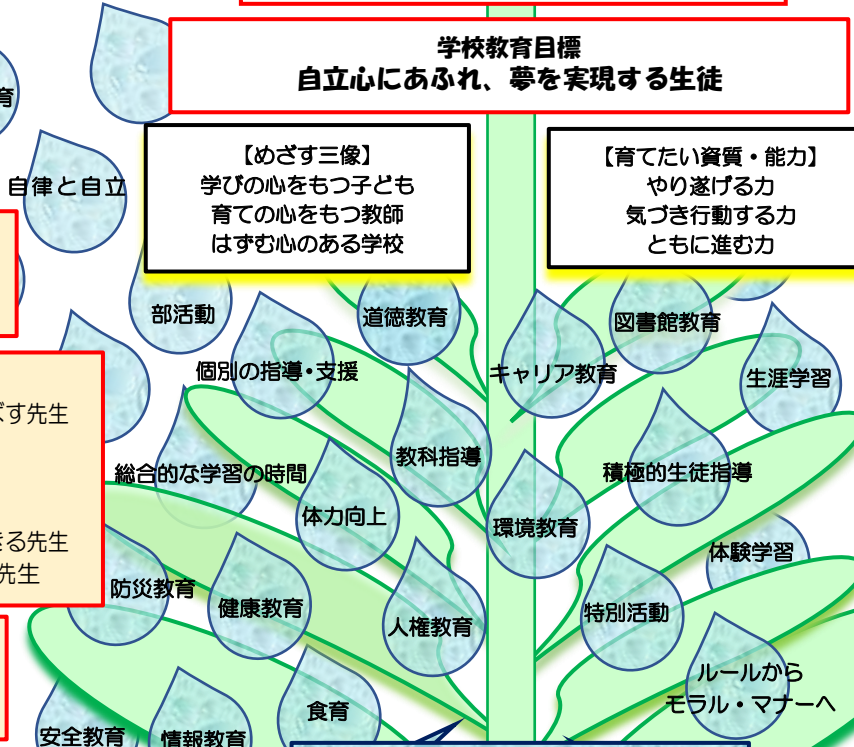 学校教育目標
自立心にあふれ、夢を実現する生徒
育
【めざす三像】
学びの心をもつ子ども
育ての心をもつ教師
はずむ心のある学校
【育てたい資質・能力】
やり遂げる力
気づき行動する力
ともに進む力
自律と自立
部活動
道徳教育
図書館教育
個別の指導・支援
キャリア教育
生涯学習
す先生
教科指導
総合的な学習の時間
積極的生徒指導
体力向上
環境教育
る先生
先生
体験学習
防災教育
健康教育
人権教育
特別活動
ルールから
モラル・マナーへ
食育
安全教育
情報教育